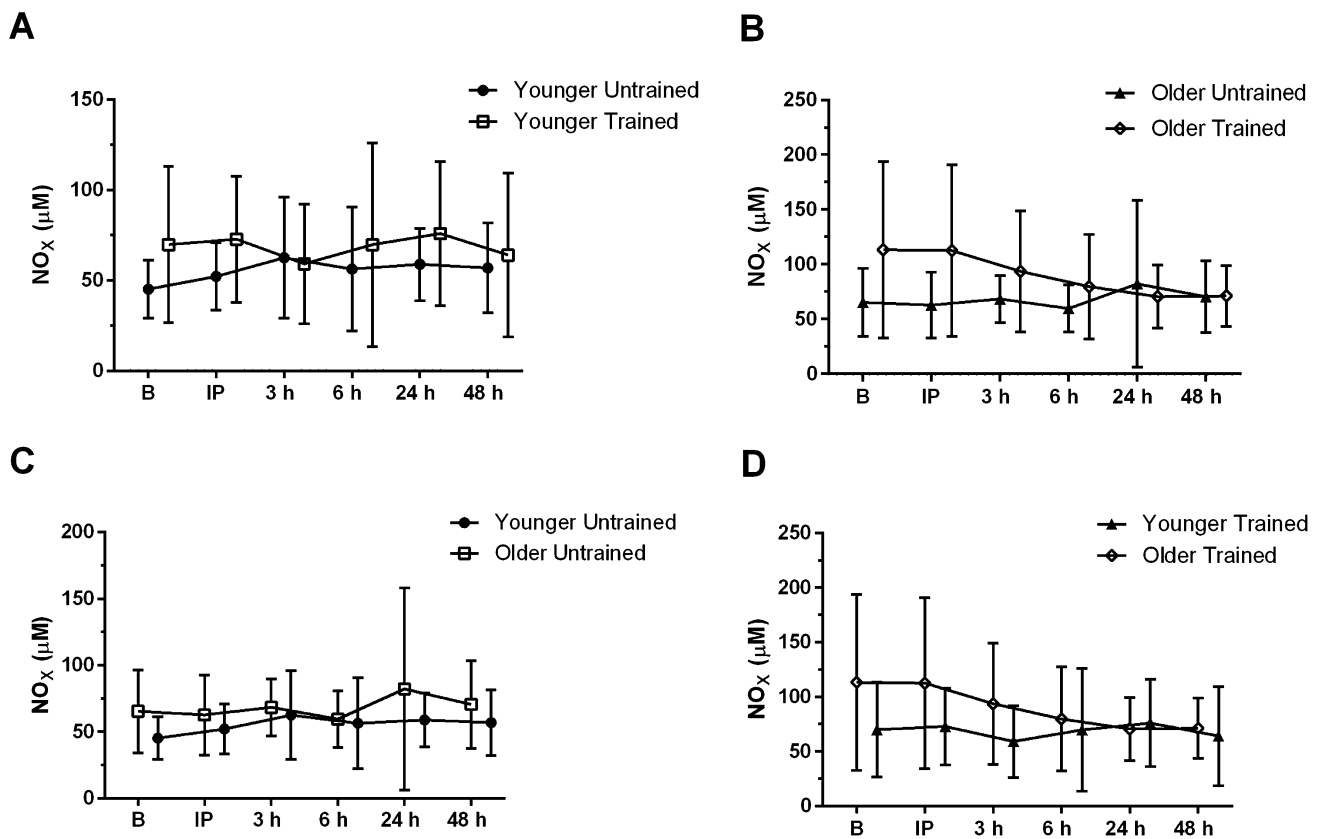 A
Younger Untrained
Younger Trained
150
100
50
0
NOX (μM)
B IP 3 h 6 h 24 h 48 h
B
Older Untrained
Older Trained
250
200
150
100
50
0
NOX (μM)
B IP 3 h 6 h 24 h 48 h
C
Younger Untrained
Older Untrained
200
150
100
50
0
NOX (μM)
B IP 3 h 6 h 24 h 48 h
D
Younger Trained
Older Trained
250
200
150
100
50
0
NOX (μM)
B IP 3 h 6 h 24 h 48 h